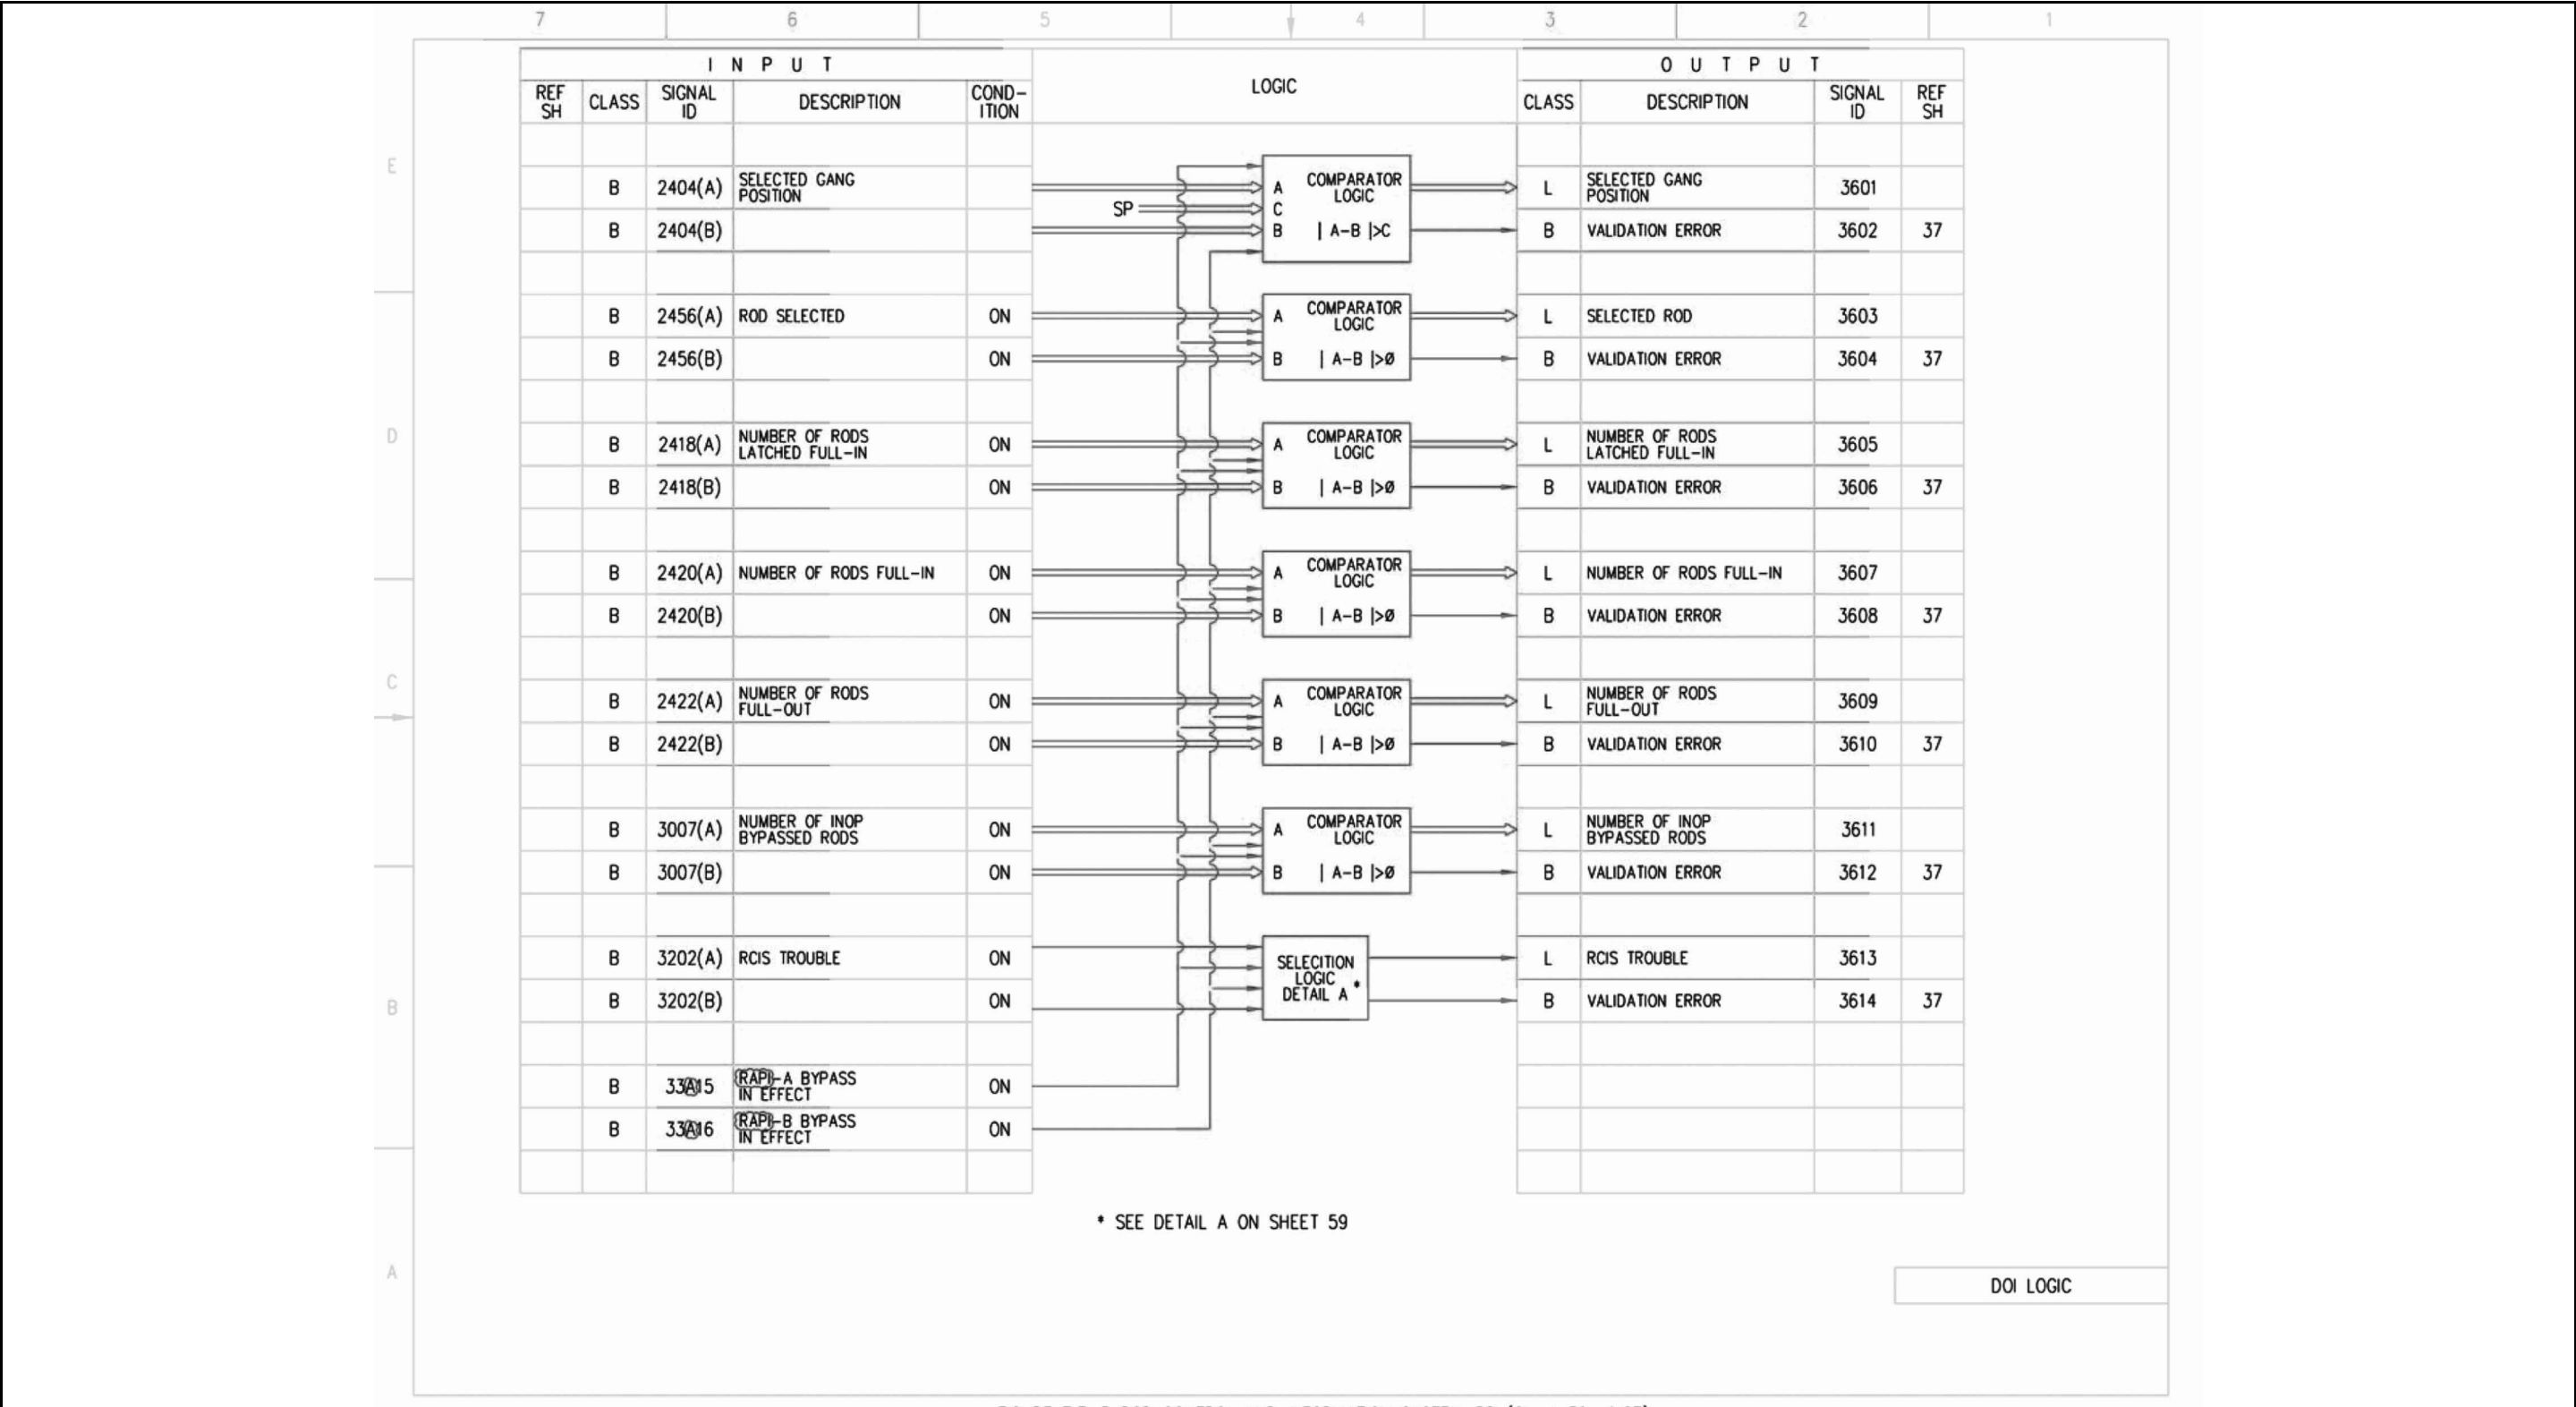 7 6 5 4 3 2 1
I N P U T
LOGIC
O U T P U T
REF SH CLASS SIGNAL ID DESCRIPTION COND-ITION CLASS DESCRIPTION SIGNAL ID REF SH
E
B 2404(A) SELECTED GANG POSITION A COMPARATOR LOGIC L SELECTED GANG POSITION 3601
SP C
B 2404(B) B | A-B |>C B VALIDATION ERROR 3602 37
B 2456(A) ROD SELECTED ON A COMPARATOR LOGIC L SELECTED ROD 3603
B 2456(B) ON B | A-B |>Ø B VALIDATION ERROR 3604 37
D
B 2418(A) NUMBER OF RODS LATCHED FULL-IN ON A COMPARATOR LOGIC L NUMBER OF RODS LATCHED FULL-IN 3605
B 2418(B) ON B | A-B |>Ø B VALIDATION ERROR 3606 37
B 2420(A) NUMBER OF RODS FULL-IN ON A COMPARATOR LOGIC L NUMBER OF RODS FULL-IN 3607
B 2420(B) ON B | A-B |>Ø B VALIDATION ERROR 3608 37
C
B 2422(A) NUMBER OF RODS FULL-OUT ON A COMPARATOR LOGIC L NUMBER OF RODS FULL-OUT 3609
B 2422(B) ON B | A-B |>Ø B VALIDATION ERROR 3610 37
B 3007(A) NUMBER OF INOP BYPASSED RODS ON A COMPARATOR LOGIC L NUMBER OF INOP BYPASSED RODS 3611
B 3007(B) ON B | A-B |>Ø B VALIDATION ERROR 3612 37
B 3202(A) RCIS TROUBLE ON SELECITION LOGIC DETAIL A * L RCIS TROUBLE 3613
B 3202(B) ON B VALIDATION ERROR 3614 37
B
B 33A15 RAPI-A BYPASS IN EFFECT ON
B 33A16 RAPI-B BYPASS IN EFFECT ON
* SEE DETAIL A ON SHEET 59
A
DOI LOGIC